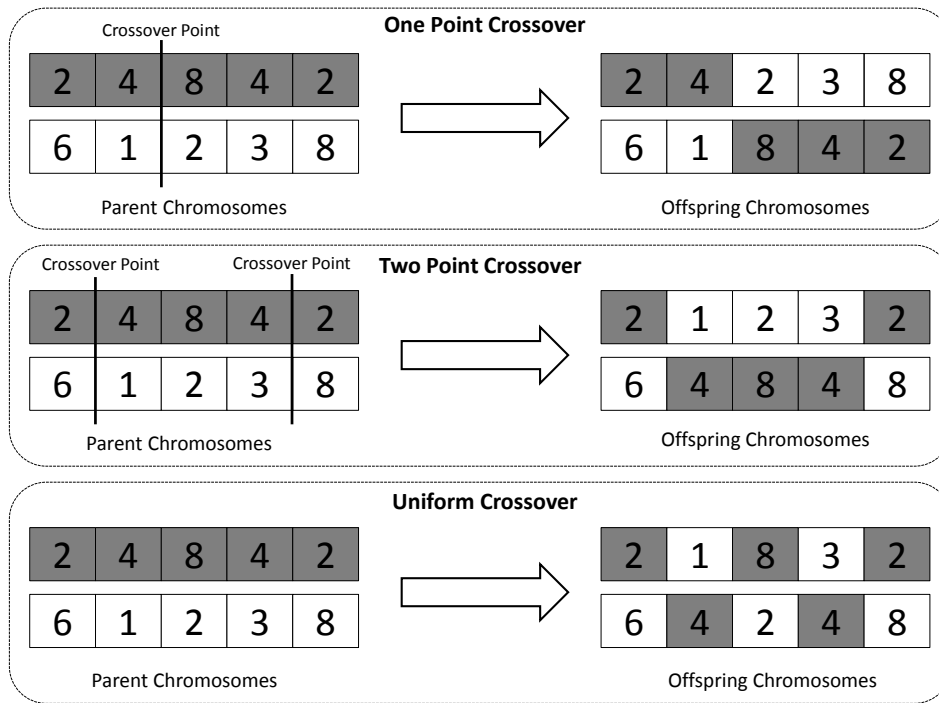 One Point Crossover
Crossover Point
2 4 8 4 2
6 1 2 3 8
Parent Chromosomes
2 4 2 3 8
6 1 8 4 2
Offspring Chromosomes
Two Point Crossover
Crossover Point
Crossover Point
2 4 8 4 2
6 1 2 3 8
Parent Chromosomes
2 1 2 3 2
6 4 8 4 8
Offspring Chromosomes
Uniform Crossover
2 4 8 4 2
6 1 2 3 8
Parent Chromosomes
2 1 8 3 2
6 4 2 4 8
Offspring Chromosomes